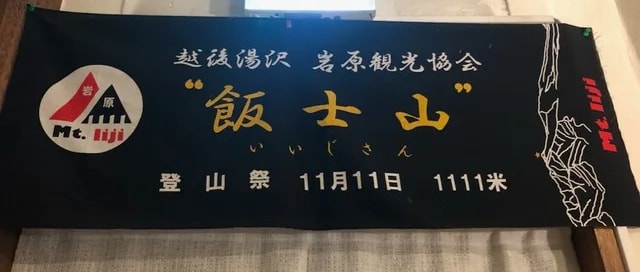 越後湯沢 岩原観光協会
岩原
Mt. Iiji
“飯士山”
いいじさん
登山祭 11月11日 1111米
Mt. Iiji